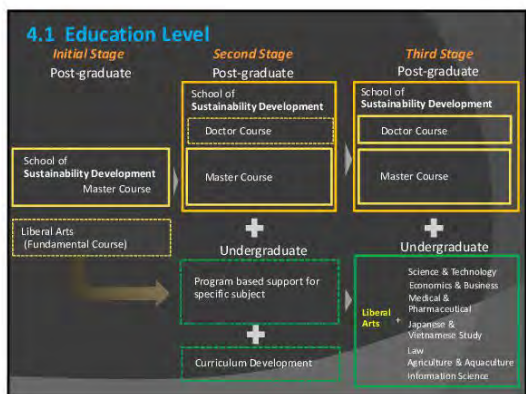 4.1 Education Level
Initial Stage
Post-graduate
School of
Sustainability Development
Master Course
Liberal Arts
(Fundamental Course)
Second Stage
Post-graduate
School of
Sustainability Development
Doctor Course
Master Course
Undergraduate
Program based support for
specific subject
Curriculum Development
Third Stage
Post-graduate
School of
Sustainability Development
Doctor Course
Master Course
Undergraduate
Liberal
Arts
+
Science & Technology
Economics & Business
Medical &
Pharmaceutical
Japanese &
Vietnamese Study
Law
Agriculture & Aquaculture
Information Science